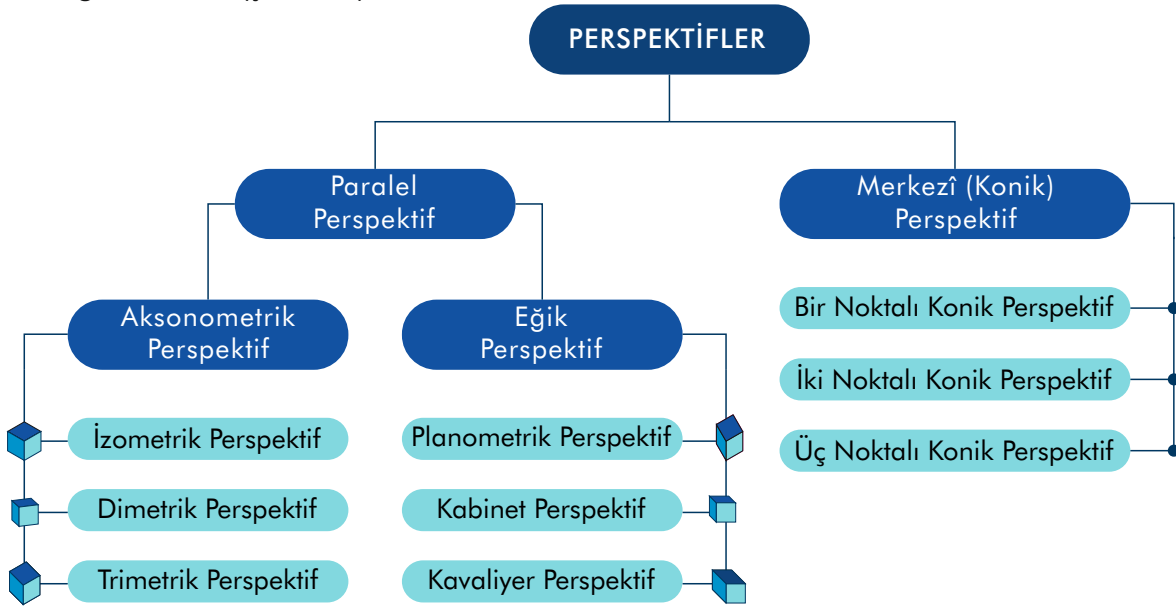 PERSPEKTİFLER
Paralel
Perspektif
Merkezî (Konik)
Perspektif
Aksonometrik
Perspektif
Eğik
Perspektif
İzometrik Perspektif
Dimetrik Perspektif
Trimetrik Perspektif
Planometrik Perspektif
Kabinet Perspektif
Kavaliyer Perspektif
Bir Noktalı Konik Perspektif
İki Noktalı Konik Perspektif
Üç Noktalı Konik Perspektif